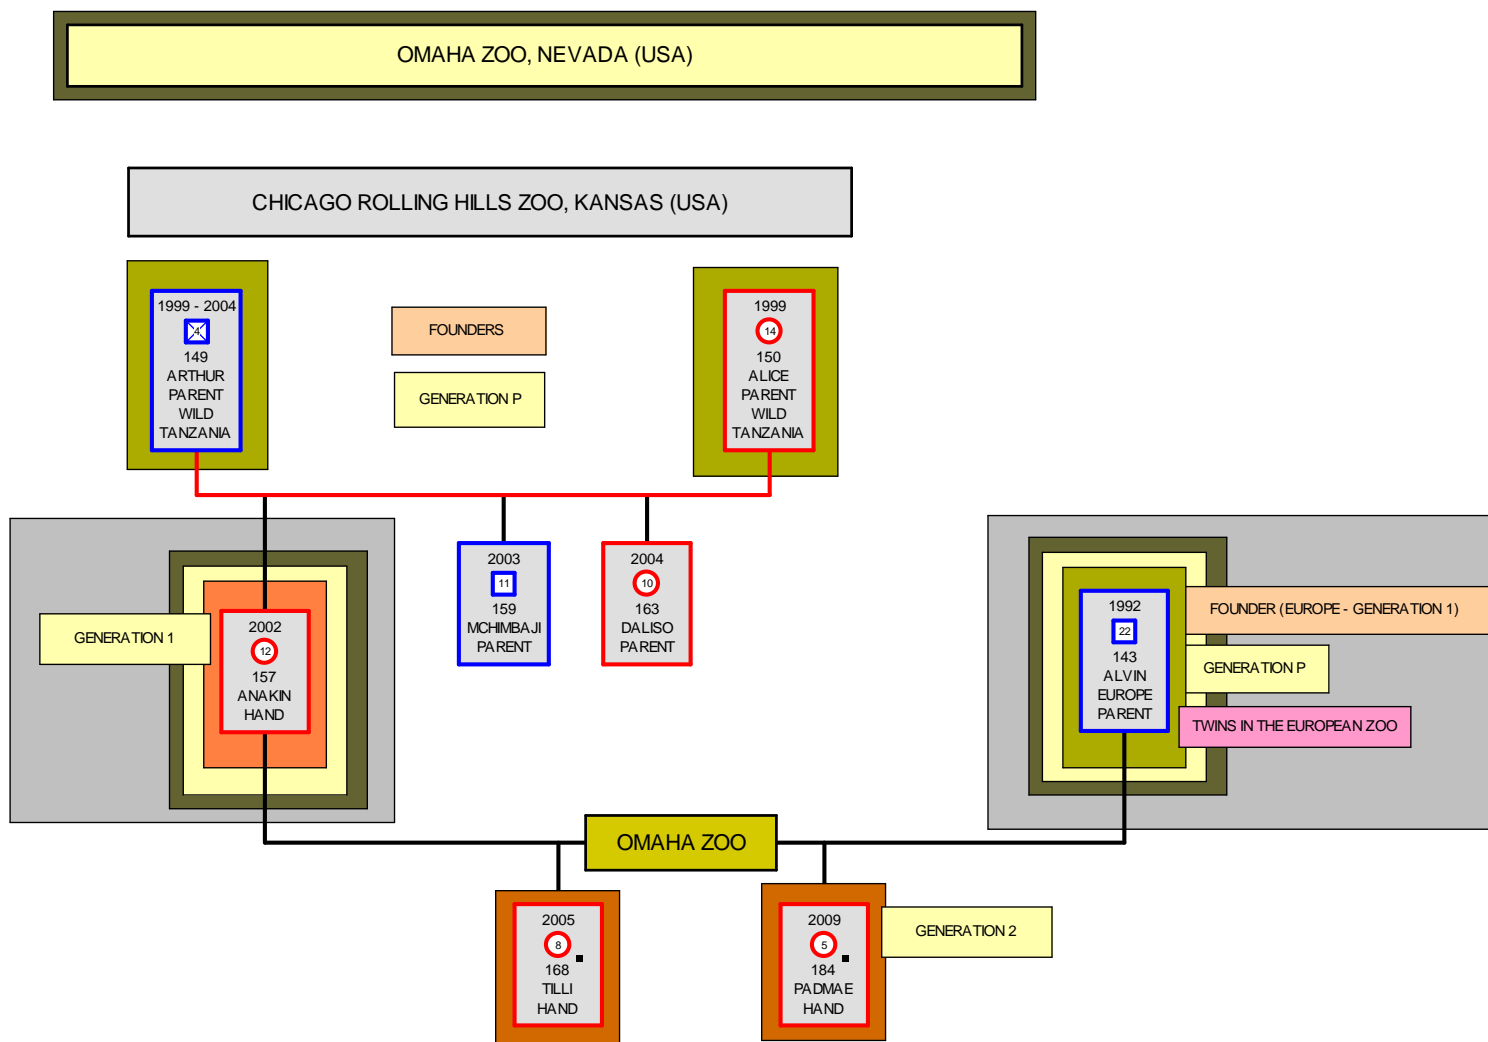 OMAHA ZOO, NEVADA (USA)
CHICAGO ROLLING HILLS ZOO, KANSAS (USA)
1999 - 2004
4
149
ARTHUR
PARENT
WILD
TANZANIA
FOUNDERS
GENERATION P
1999
14
150
ALICE
PARENT
WILD
TANZANIA
GENERATION 1
2002
12
157
ANAKIN
HAND
2003
11
159
MCHIMBAJI
PARENT
2004
10
163
DALISO
PARENT
1992
22
143
ALVIN
EUROPE
PARENT
FOUNDER (EUROPE - GENERATION 1)
GENERATION P
TWINS IN THE EUROPEAN ZOO
OMAHA ZOO
2005
8
168
TILLI
HAND
2009
5
184
PADMAE
HAND
GENERATION 2